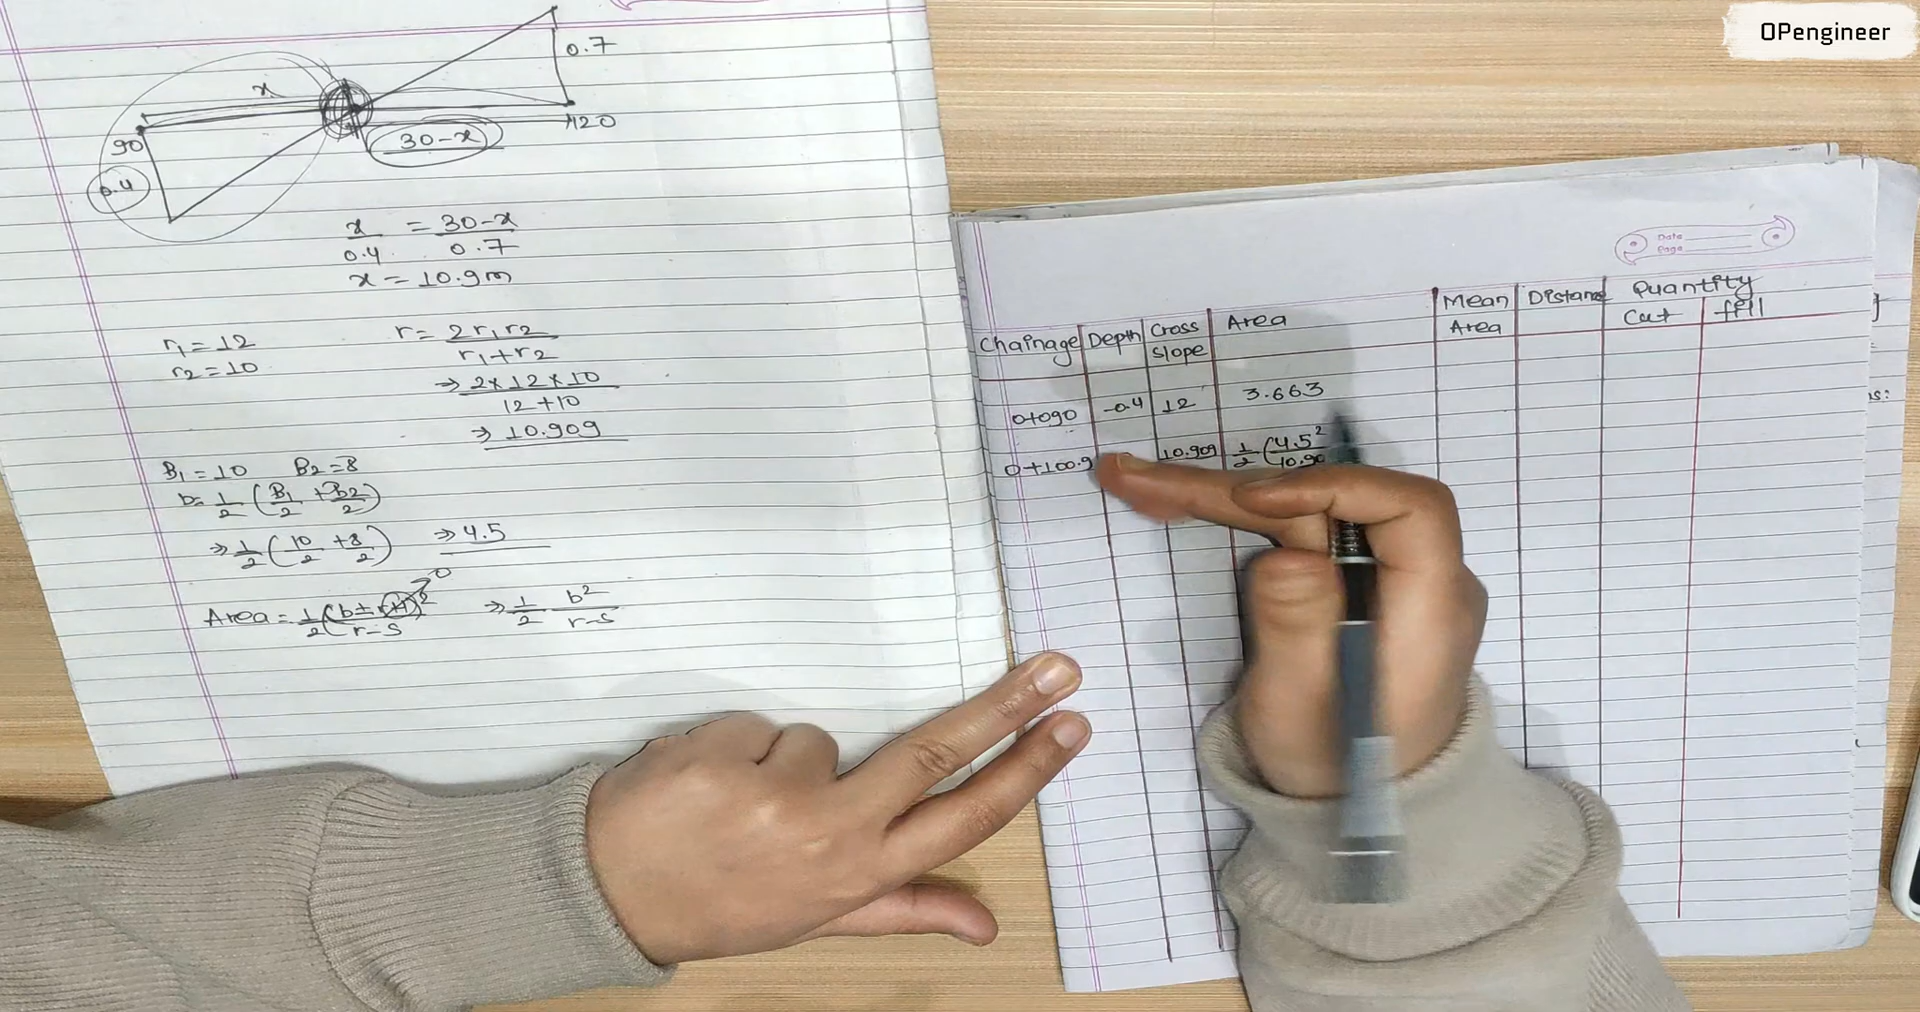 OPengineer
0.7
x
90
0.4
30-x
120
x/0.4 = 30-x/0.7
x = 10.9m
r1 = 12
r2 = 10
r = 2r1r2/r1+r2
⇒ 2×12×10/12+10
⇒ 10.909
B1 = 10 B2 = 8
b = 1/2 (B1/2 + B2/2)
⇒ 1/2 (10/2 + 8/2) ⇒ 4.5
Area = 1/2 (b ± rh)²/r-s → 0 ⇒ 1/2 b²/r-s
Date
Page
Chainage Depth Cross slope Area Mean Area Distance Quantity
Cut fill
0+090 -0.4 12 3.663
0+100.9 10.909 1/2 (4.5²/10.90